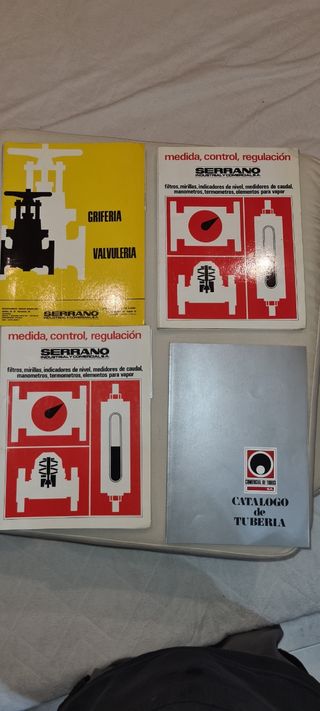 GRIFERIA
VALVULERIA
SERRANO
INDUSTRIAL Y COMERCIAL, S.A.
medida, control, regulación
SERRANO
INDUSTRIAL Y COMERCIAL, S.A.
filtros, mirillas, indicadores de nivel, medidores de caudal,
manometros, termometros, elementos para vapor
medida, control, regulación
SERRANO
INDUSTRIAL Y COMERCIAL, S.A.
filtros, mirillas, indicadores de nivel, medidores de caudal,
manometros, termometros, elementos para vapor
COMERCIAL DE TUBOS
S.A.
CATALOGO
de
TUBERIA